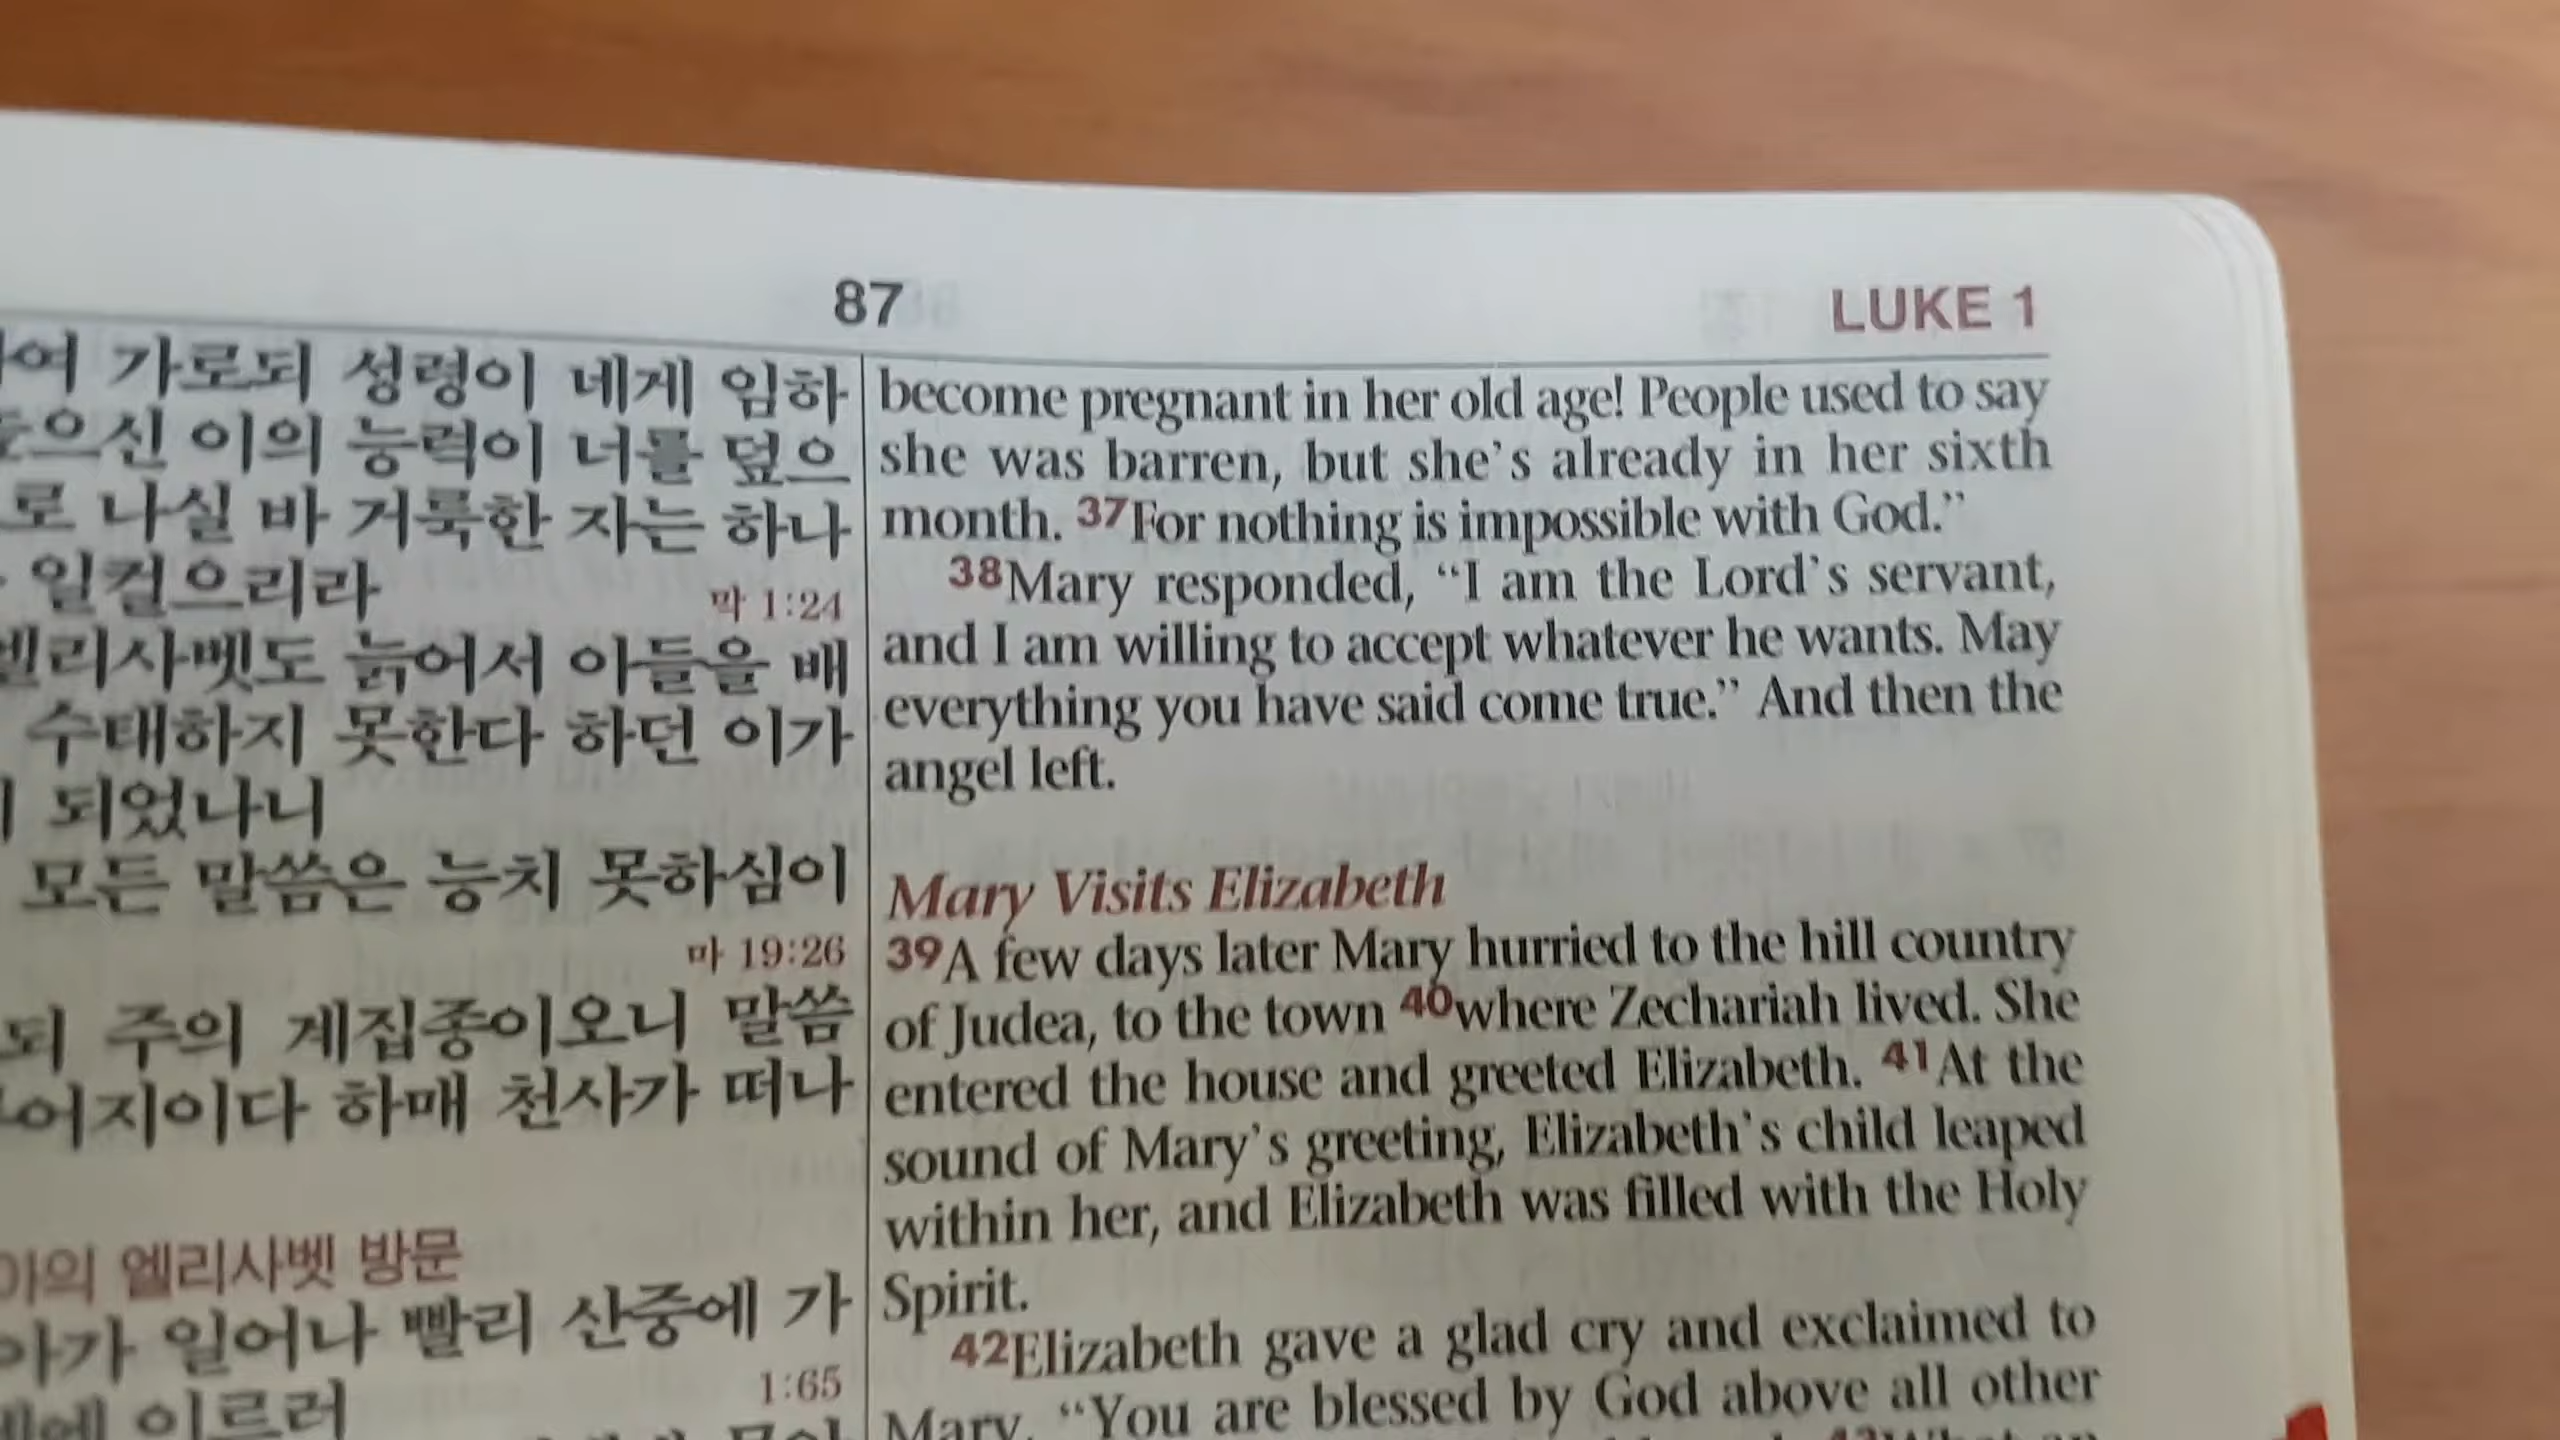 87
LUKE 1
여 가로되 성령이 네게 임하
으신 이의 능력이 너를 덮으
로 나실 바 거룩한 자는 하나
일컬으리라
막 1:24
엘리사벳도 늙어서 아들을 배
수태하지 못한다 하던 이가
되었나니
모든 말씀은 능치 못하심이
마 19:26
되 주의 계집종이오니 말씀
어지이다 하매 천사가 떠나
아의 엘리사벳 방문
아가 일어나 빨리 산중에 가
1:65
이르러
become pregnant in her old age! People used to say
she was barren, but she's already in her sixth
month. 37For nothing is impossible with God.”
38Mary responded, “I am the Lord's servant,
and I am willing to accept whatever he wants. May
everything you have said come true.” And then the
angel left.
Mary Visits Elizabeth
39A few days later Mary hurried to the hill country
of Judea, to the town 40where Zechariah lived. She
entered the house and greeted Elizabeth. 41At the
sound of Mary's greeting, Elizabeth's child leaped
within her, and Elizabeth was filled with the Holy
Spirit.
42Elizabeth gave a glad cry and exclaimed to
Mary, “You are blessed by God above all other